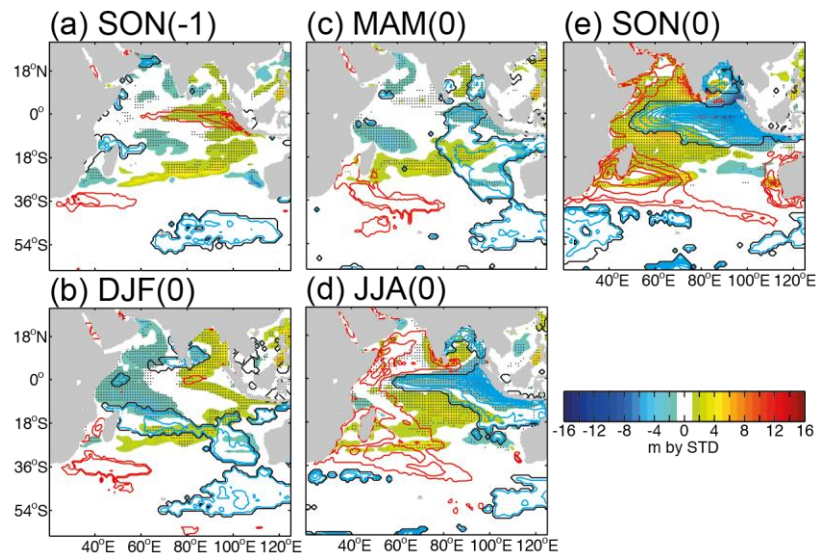 (a) SON(-1)
(c) MAM(0)
(e) SON(0)
18°N
0°
18°S
36°S
54°S
40°E 60°E 80°E 100°E 120°E
(b) DJF(0)
(d) JJA(0)
18°N
0°
18°S
36°S
54°S
40°E 60°E 80°E 100°E 120°E
40°E 60°E 80°E 100°E 120°E
-16 -12 -8 -4 0 4 8 12 16
m by STD